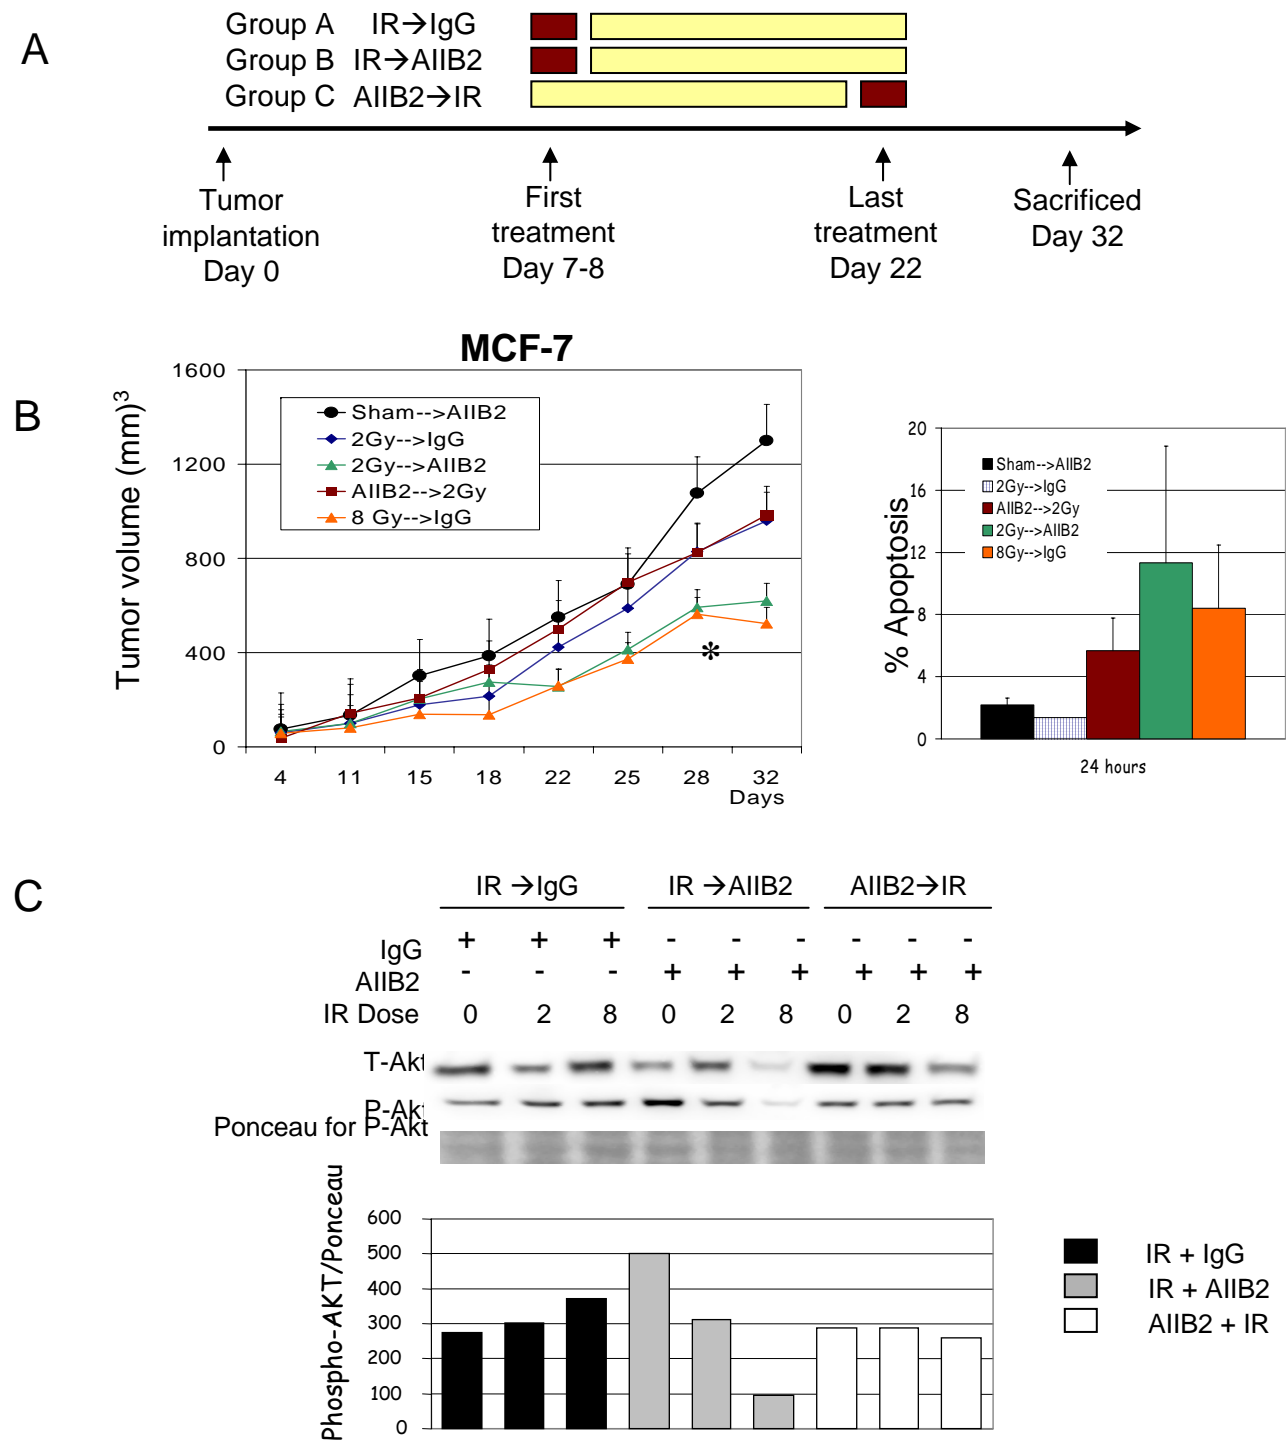 A
Group A IR→IgG
Group B IR→AIIB2
Group C AIIB2→IR
Tumor
implantation
Day 0
First
treatment
Day 7-8
Last
treatment
Day 22
Sacrificed
Day 32
B
MCF-7
Tumor volume (mm)3
1600
1200
800
400
0
Sham-->AIIB2
2Gy-->IgG
2Gy-->AIIB2
AIIB2-->2Gy
8 Gy-->IgG
*
4 11 15 18 22 25 28 32
Days
% Apoptosis
20
16
12
8
4
0
Sham-->AIIB2
2Gy-->IgG
AIIB2-->2Gy
2Gy-->AIIB2
8Gy-->IgG
24 hours
C
IR →IgG IR →AIIB2 AIIB2→IR
IgG + + + - - - - - -
AIIB2 - - - + + + + + +
IR Dose 0 2 8 0 2 8 0 2 8
T-Akt
P-Akt
Ponceau for P-Akt
Phospho-AKT/Ponceau
600
500
400
300
200
100
0
IR + IgG
IR + AIIB2
AIIB2 + IR